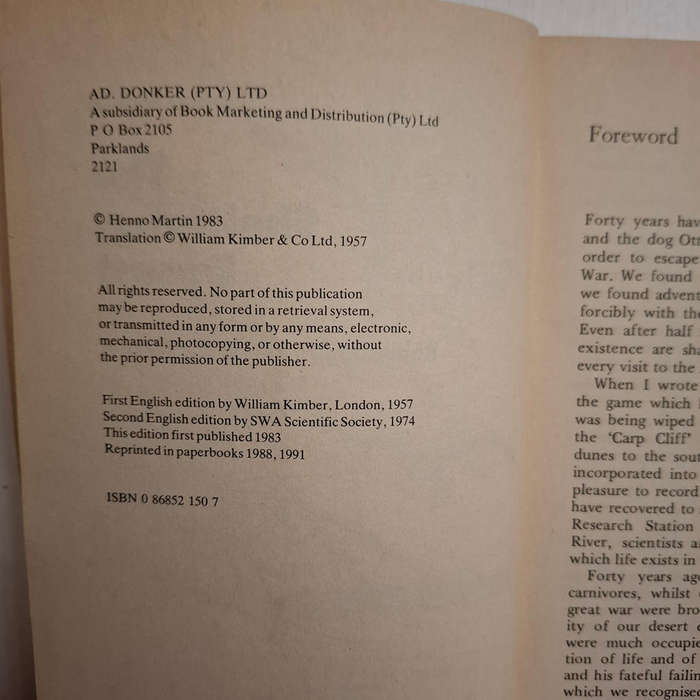 AD. DONKER (PTY) LTD
A subsidiary of Book Marketing and Distribution (Pty) Ltd
P O Box 2105
Parklands
2121
© Henno Martin 1983
Translation © William Kimber & Co Ltd, 1957
All rights reserved. No part of this publication
may be reproduced, stored in a retrieval system,
or transmitted in any form or by any means, electronic,
mechanical, photocopying, or otherwise, without
the prior permission of the publisher.
First English edition by William Kimber, London, 1957
Second English edition by SWA Scientific Society, 1974
This edition first published 1983
Reprinted in paperbooks 1988, 1991
ISBN 0 86852 150 7
Foreword
Forty years hav
and the dog Ot
order to escape
War. We found
we found advent
forcibly with the
Even after half
existence are sha
every visit to the
When I wrote
the game which
was being wiped
the 'Carp Cliff'
dunes to the sout
incorporated into
pleasure to record
have recovered to
Research Station
River, scientists a
which life exists in
Forty years ag
carnivores, whilst
great war were bro
ity of our desert
were much occupie
tion of life and of
and his fateful failin
which we recognised